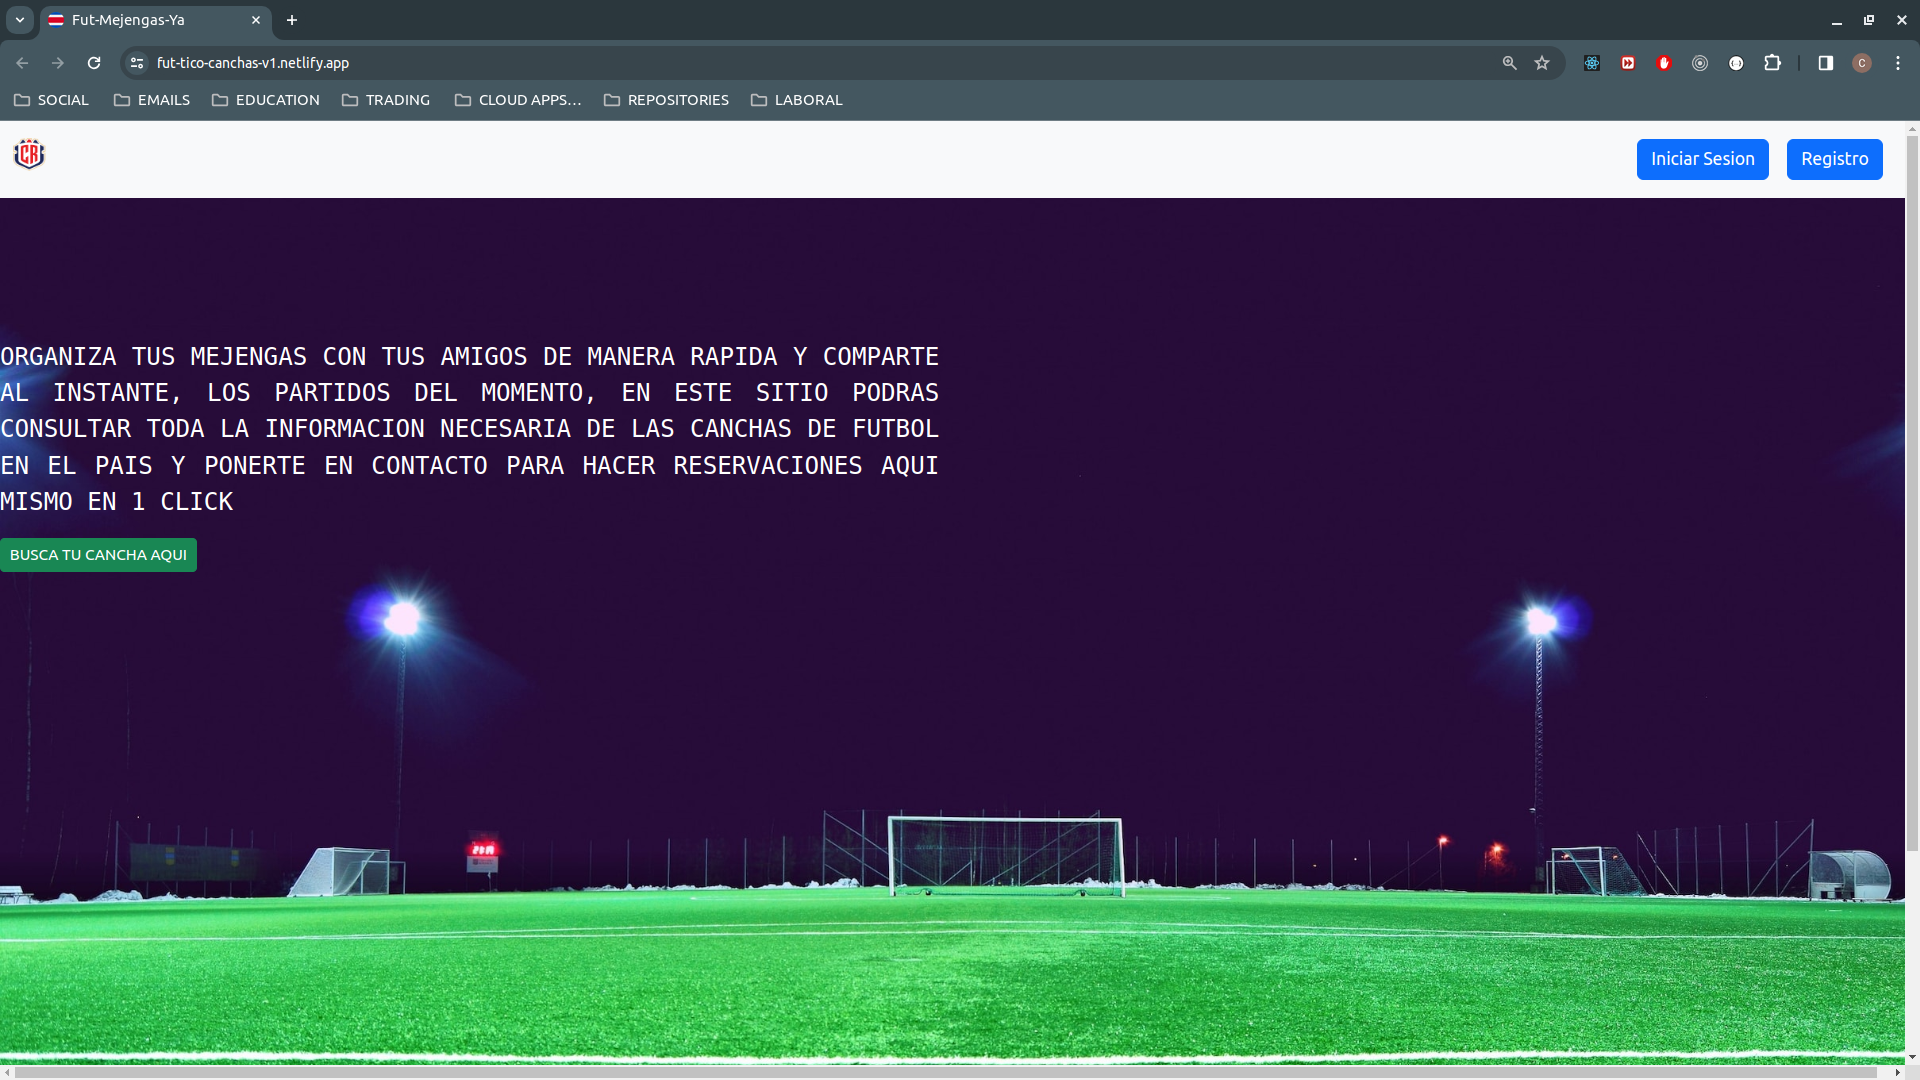 Fut-Mejengas-Ya
fut-tico-canchas-v1.netlify.app
C
SOCIAL EMAILS EDUCATION TRADING CLOUD APPS... REPOSITORIES LABORAL
CR
Iniciar Sesion Registro
ORGANIZA TUS MEJENGAS CON TUS AMIGOS DE MANERA RAPIDA Y COMPARTE
AL INSTANTE, LOS PARTIDOS DEL MOMENTO, EN ESTE SITIO PODRAS
CONSULTAR TODA LA INFORMACION NECESARIA DE LAS CANCHAS DE FUTBOL
EN EL PAIS Y PONERTE EN CONTACTO PARA HACER RESERVACIONES AQUI
MISMO EN 1 CLICK
BUSCA TU CANCHA AQUI